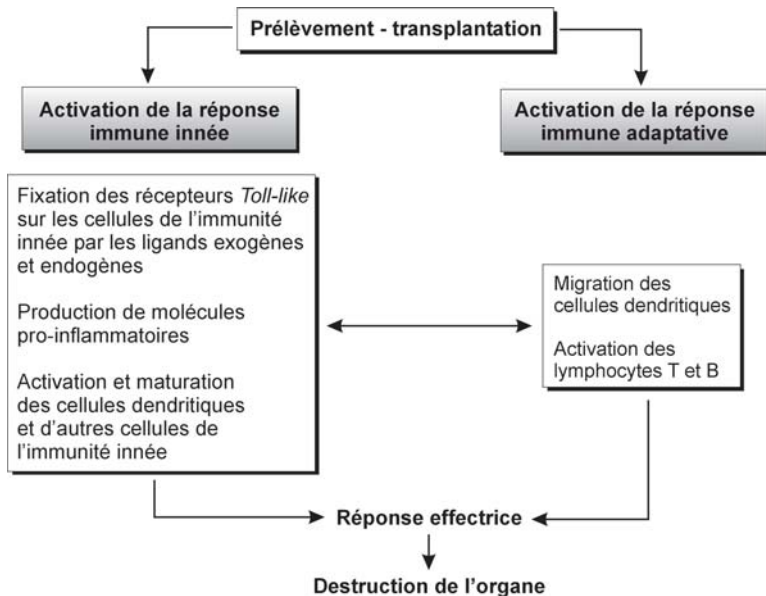 Prélèvement - transplantation
Activation de la réponse
immune innée
Activation de la réponse
immune adaptative
Fixation des récepteurs Toll-like
sur les cellules de l’immunité
innée par les ligands exogènes
et endogènes
Production de molécules
pro-inflammatoires
Activation et maturation
des cellules dendritiques
et d’autres cellules de
l’immunité innée
Migration des
cellules dendritiques
Activation des
lymphocytes T et B
Réponse effectrice
Destruction de l’organe